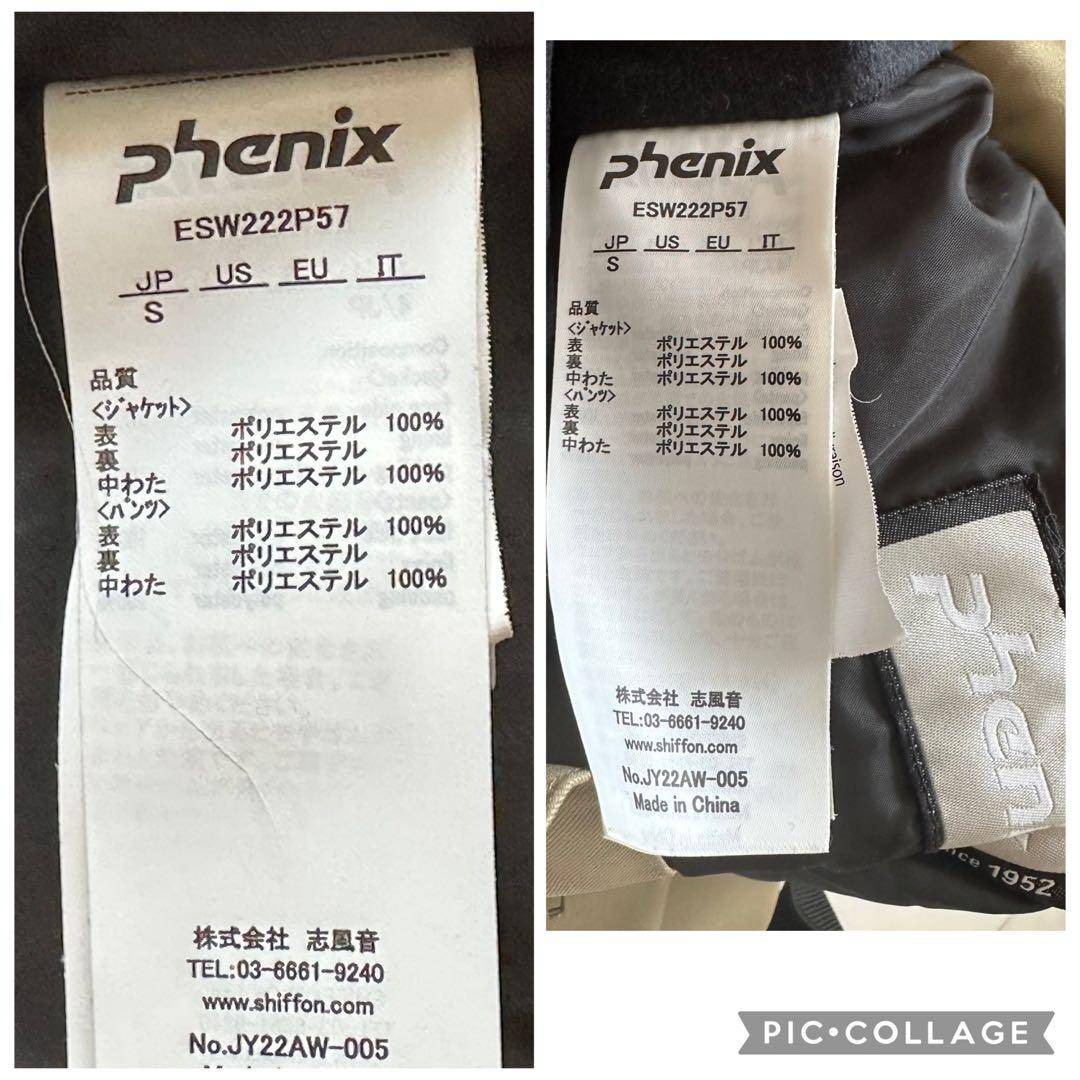 phenix
ESW222P57
JP US EU IT
S
品質
<ジャケット>
表 ポリエステル 100%
裏 ポリエステル
中わた ポリエステル 100%
<パンツ>
表 ポリエステル 100%
裏 ポリエステル
中わた ポリエステル 100%
株式会社 志風音
TEL:03-6661-9240
www.shiffon.com
No.JY22AW-005
phenix
ESW222P57
JP US EU IT
S
品質
<ジャケット>
表 ポリエステル 100%
裏 ポリエステル
中わた ポリエステル 100%
<パンツ>
表 ポリエステル 100%
裏 ポリエステル
中わた ポリエステル 100%
株式会社 志風音
TEL:03-6661-9240
www.shiffon.com
No.JY22AW-005
Made in China
raison
phenix
1952
PIC•COLLAGE